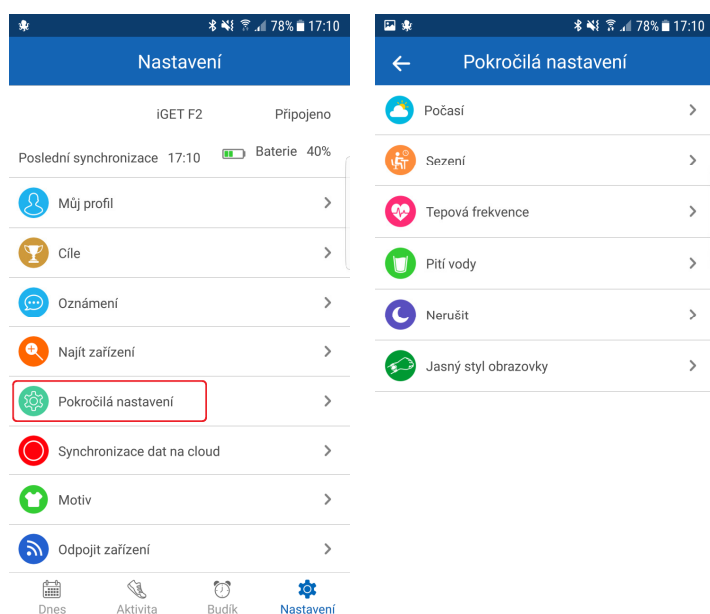 78% 17:10
Nastavení
iGET F2 Připojeno
Poslední synchronizace 17:10 Baterie 40%
Můj profil
Cíle
Oznámení
Najít zařízení
Pokročilá nastavení
Synchronizace dat na cloud
Motiv
Odpojit zařízení
Dnes Aktivita Budík Nastavení
78% 17:10
Pokročilá nastavení
Počasí
Sezení
Tepová frekvence
Pití vody
Nerušit
Jasný styl obrazovky